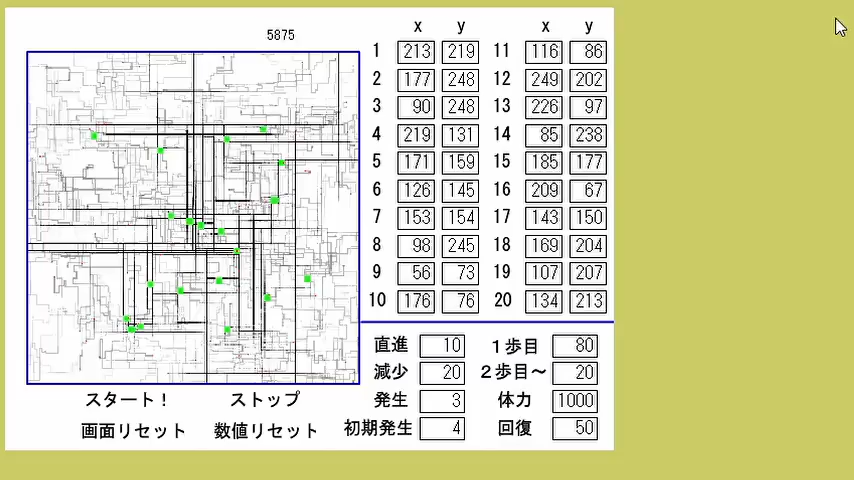 5875
x y x y
1 213 219 11 116 86
2 177 248 12 249 202
3 90 248 13 226 97
4 219 131 14 85 238
5 171 159 15 185 177
6 126 145 16 209 67
7 153 154 17 143 150
8 98 245 18 169 204
9 56 73 19 107 207
10 176 76 20 134 213
直進 10 1歩目 80
減少 20 2歩目〜 20
発生 3 体力 1000
初期発生 4 回復 50
スタート! ストップ
画面リセット 数値リセット